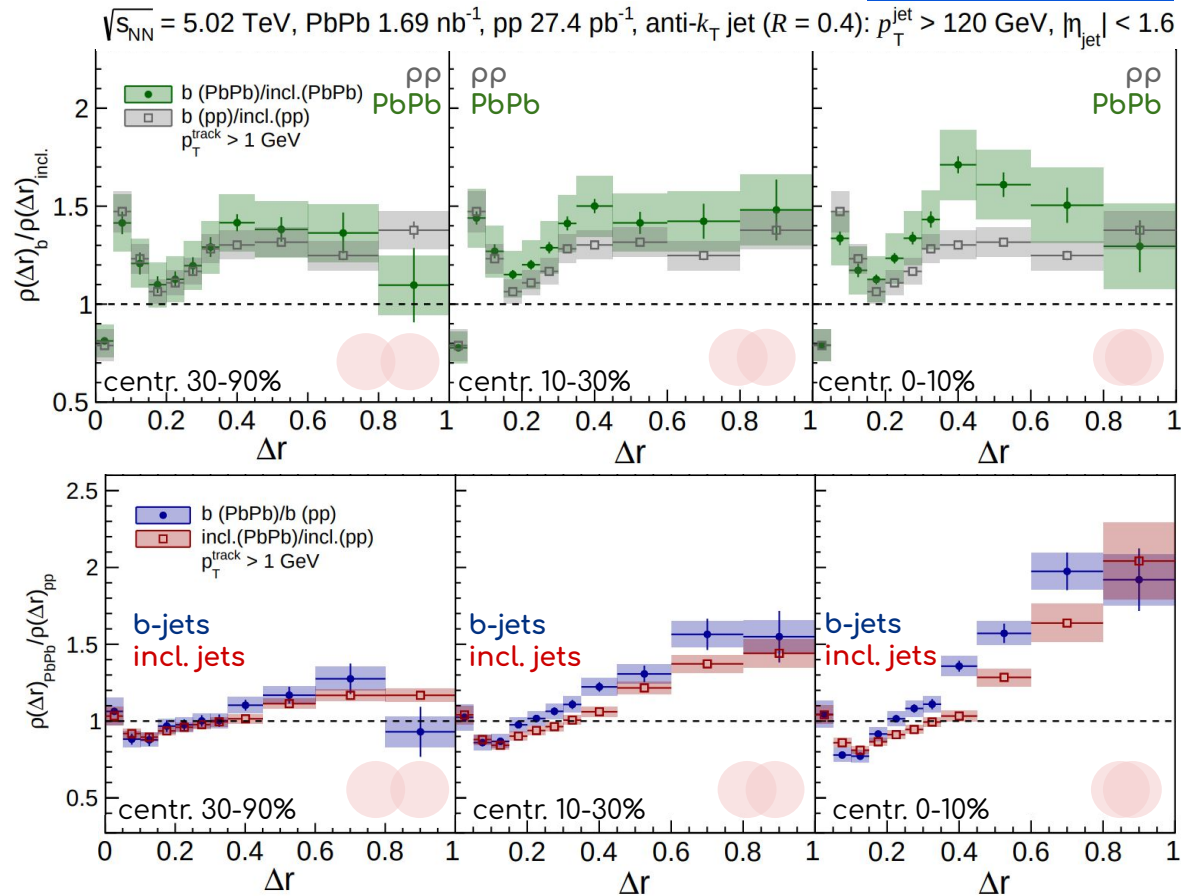 √s_NN = 5.02 TeV, PbPb 1.69 nb⁻¹, pp 27.4 pb⁻¹, anti-k_T jet (R = 0.4): p_T^jet > 120 GeV, |η_jet| < 1.6
ρ(Δr)_b/ρ(Δr)_incl.
2
1.5
1
0.5
b (PbPb)/incl.(PbPb)
b (pp)/incl.(pp)
p_T^track > 1 GeV
pp
PbPb
centr. 30-90%
pp
PbPb
centr. 10-30%
pp
PbPb
centr. 0-10%
0 0.2 0.4 0.6 0.8 1 0.2 0.4 0.6 0.8 1 0.2 0.4 0.6 0.8 1
Δr Δr Δr
ρ(Δr)_PbPb/ρ(Δr)_pp
2.5
2
1.5
1
0.5
b (PbPb)/b (pp)
incl.(PbPb)/incl.(pp)
p_T^track > 1 GeV
b-jets
incl. jets
centr. 30-90%
b-jets
incl. jets
centr. 10-30%
b-jets
incl. jets
centr. 0-10%
0 0.2 0.4 0.6 0.8 1 0.2 0.4 0.6 0.8 1 0.2 0.4 0.6 0.8 1
Δr Δr Δr